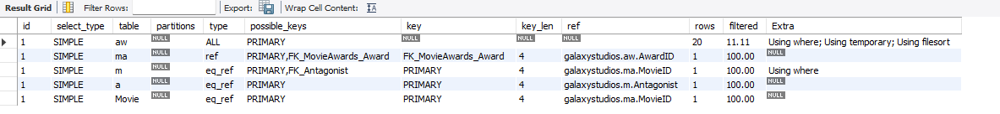 Result Grid Filter Rows: Export: Wrap Cell Content:
id select_type table partitions type possible_keys key key_len ref rows filtered Extra
1 SIMPLE aw NULL ALL PRIMARY NULL NULL NULL 20 11.11 Using where; Using temporary; Using filesort
1 SIMPLE ma NULL ref PRIMARY,FK_MovieAwards_Award FK_MovieAwards_Award 4 galaxystudios.aw.AwardID 1 100.00 NULL
1 SIMPLE m NULL eq_ref PRIMARY,FK_Antagonist PRIMARY 4 galaxystudios.ma.MovieID 1 100.00 Using where
1 SIMPLE a NULL eq_ref PRIMARY PRIMARY 4 galaxystudios.m.Antagonist 1 100.00 NULL
1 SIMPLE Movie NULL eq_ref PRIMARY PRIMARY 4 galaxystudios.ma.MovieID 1 100.00 NULL